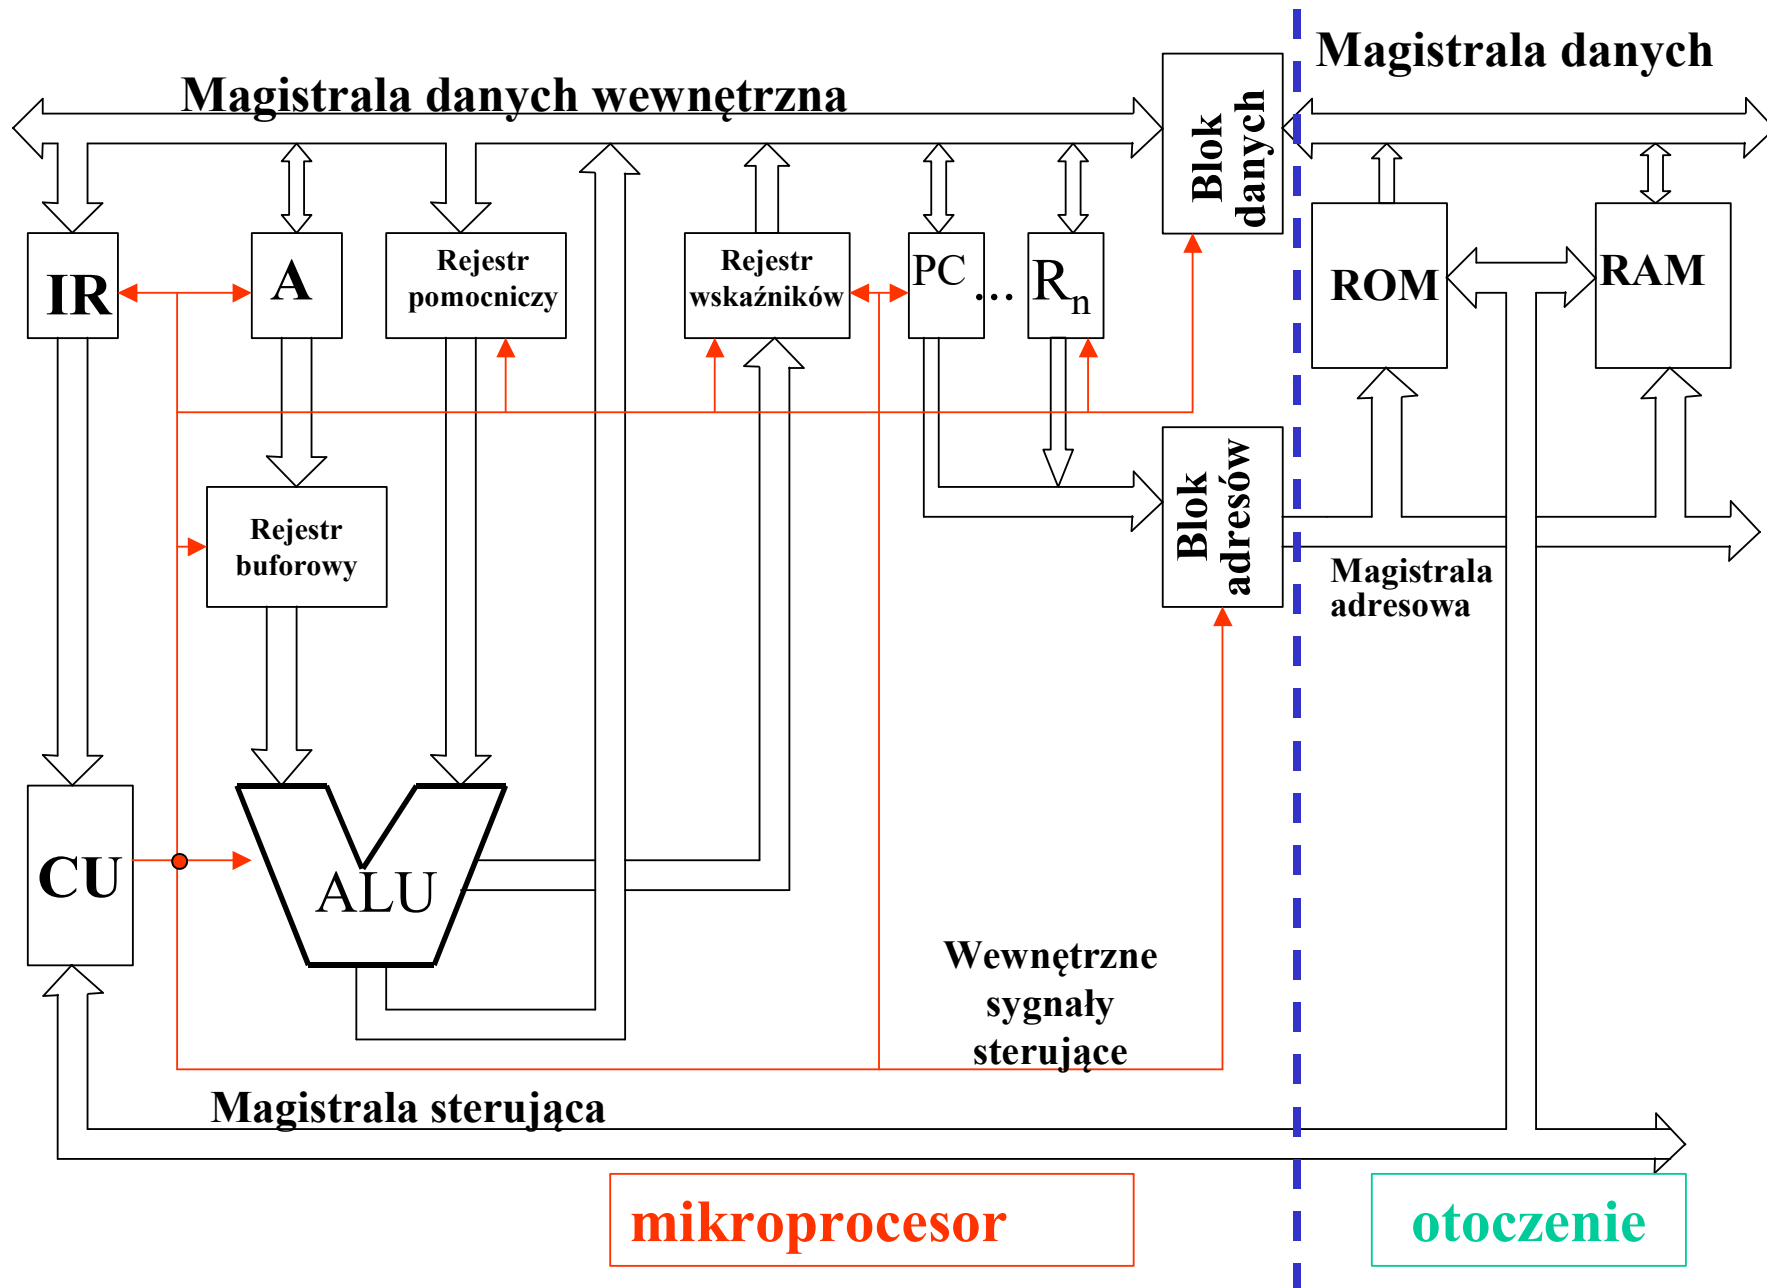 Magistrala danych
Magistrala danych wewnętrzna
Blok
danych
IR
A
Rejestr
pomocniczy
Rejestr
wskaźników
PC
...
Rn
ROM
RAM
Rejestr
buforowy
Blok
adresów
Magistrala
adresowa
CU
ALU
Wewnętrzne
sygnały
sterujące
Magistrala sterująca
mikroprocesor
otoczenie